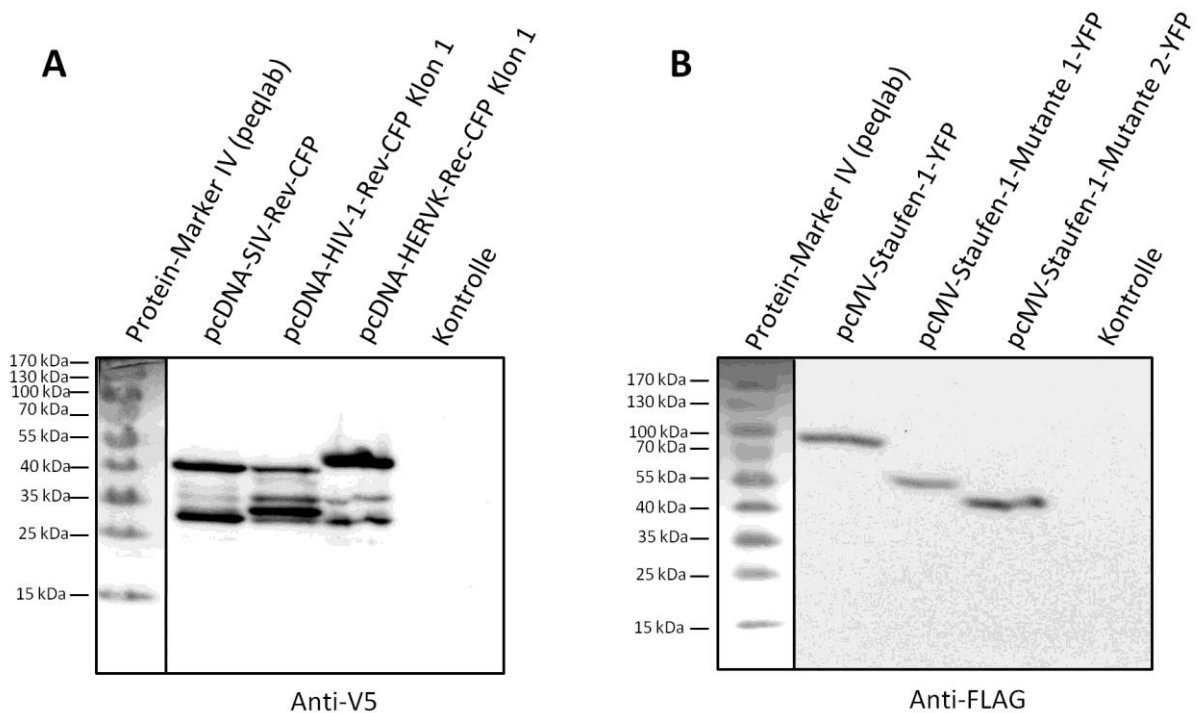 A
Protein-Marker IV (peqlab)
pcDNA-SIV-Rev-CFP
pcDNA-HIV-1-Rev-CFP Klon 1
pcDNA-HERVK-Rec-CFP Klon 1
Kontrolle
170 kDa
130 kDa
100 kDa
70 kDa
55 kDa
40 kDa
35 kDa
25 kDa
15 kDa
Anti-V5
B
Protein-Marker IV (peqlab)
pcMV-Staufen-1-YFP
pcMV-Staufen-1-Mutante 1-YFP
pcMV-Staufen-1-Mutante 2-YFP
Kontrolle
170 kDa
130 kDa
100 kDa
70 kDa
55 kDa
40 kDa
35 kDa
25 kDa
15 kDa
Anti-FLAG